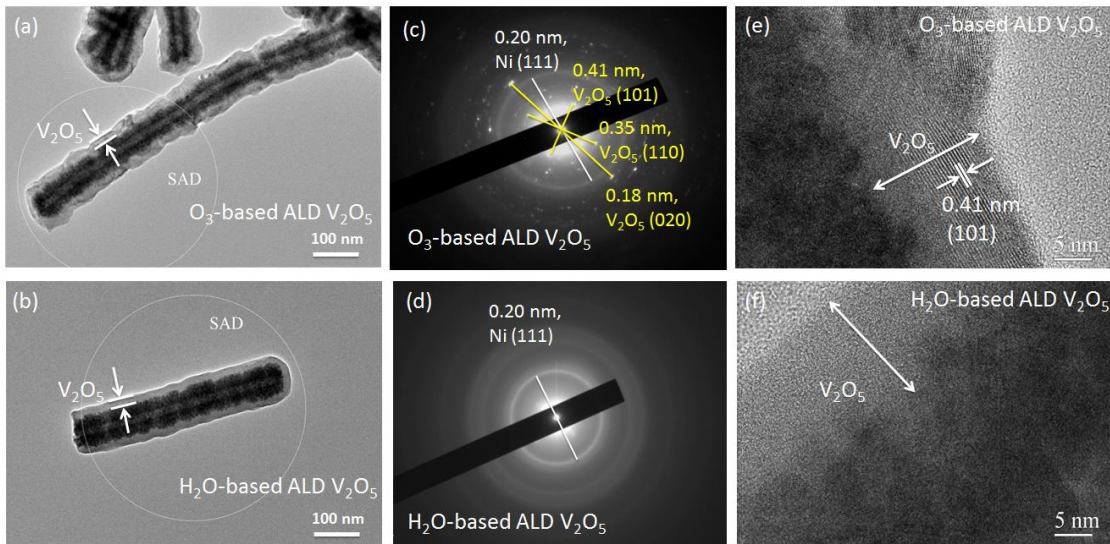 (a)
V₂O₅
SAD
O₃-based ALD V₂O₅
100 nm
(b)
SAD
V₂O₅
H₂O-based ALD V₂O₅
100 nm
(c)
0.20 nm,
Ni (111)
0.41 nm,
V₂O₅ (101)
0.35 nm,
V₂O₅ (110)
0.18 nm,
V₂O₅ (020)
O₃-based ALD V₂O₅
(d)
0.20 nm,
Ni (111)
H₂O-based ALD V₂O₅
(e)
O₃-based ALD V₂O₅
V₂O₅
0.41 nm
(101)
5 nm
(f)
H₂O-based ALD V₂O₅
V₂O₅
5 nm